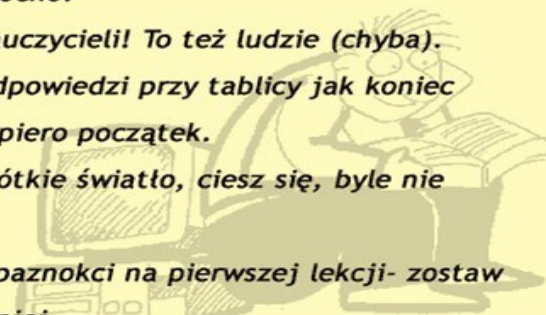 uczycieli! To też ludzie (chyba).
dpowiedzi przy tablicy jak koniec
piero początek.
ótkie światło, ciesz się, byle nie
paznokci na pierwszej lekcji- zostaw